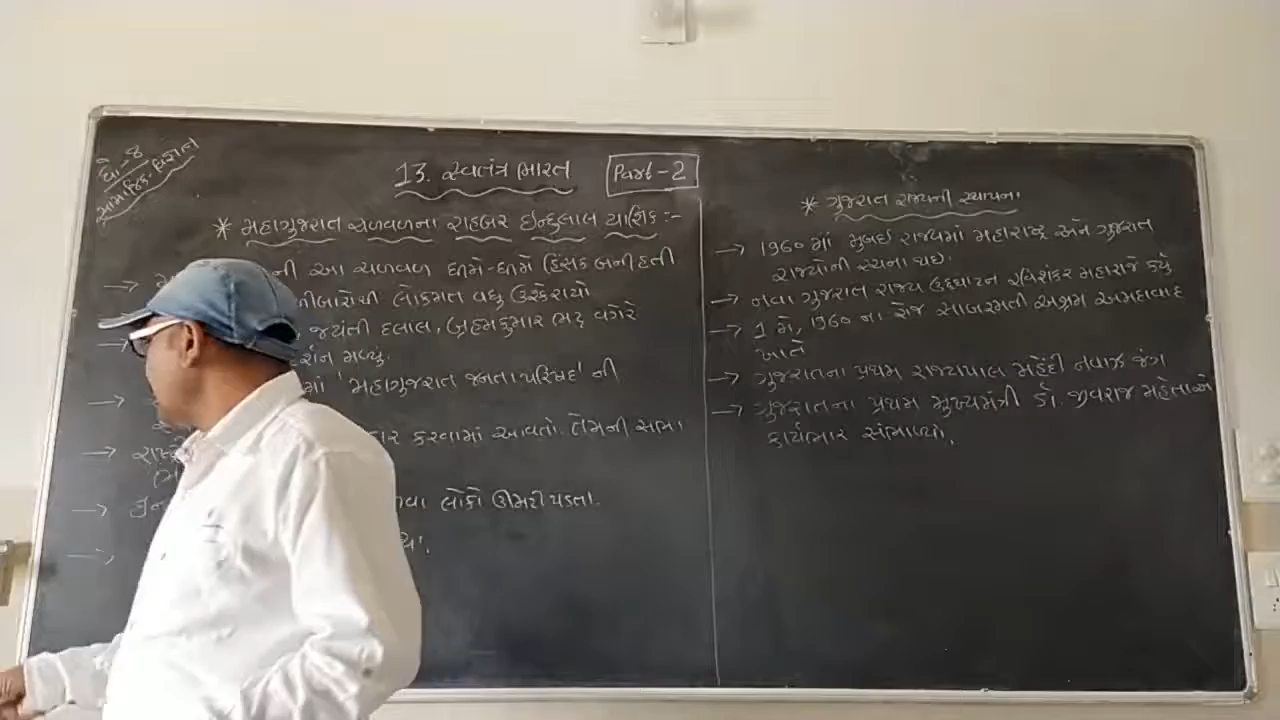 ધો-8
સામાજિક વિજ્ઞાન
13. સ્વતંત્ર ભારત
Part-2
* મહાગુજરાત ચળવળના રાહબર ઇન્દુલાલ યાજ્ઞિક :-
ની આ ચળવળ ધીમે-ધીમે હિંસક બની હતી
ળીબારોથી લોકમત વધુ ઉશ્કેરાયો
જયંતી દલાલ, બ્રહ્મકુમાર ભટ્ટ વગેરે
ર્શન મળ્યું.
માં 'મહાગુજરાત જનતા પરિષદ' ની
ર કરવામાં આવતો. તેમની સભા
વા લોકો ઊમટી પડતા.
* ગુજરાત રાજ્યની સ્થાપના
→ 1960 માં મુંબઈ રાજ્યમાં મહારાષ્ટ્ર અને ગુજરાત
રાજ્યોની રચના થઇ.
→ નવા ગુજરાત રાજ્ય ઉદઘાટન રવિશંકર મહારાજે કર્યુ
→ 1 મે, 1960 ના રોજ સાબરમતી આશ્રમ અમદાવાદ
ખાતે
→ ગુજરાતના પ્રથમ રાજ્યપાલ મહેંદી નવાઝ જંગ
→ ગુજરાતના પ્રથમ મુખ્યમંત્રી ડૉ. જીવરાજ મહેતાએ
કાર્યભાર સંભાળ્યો.